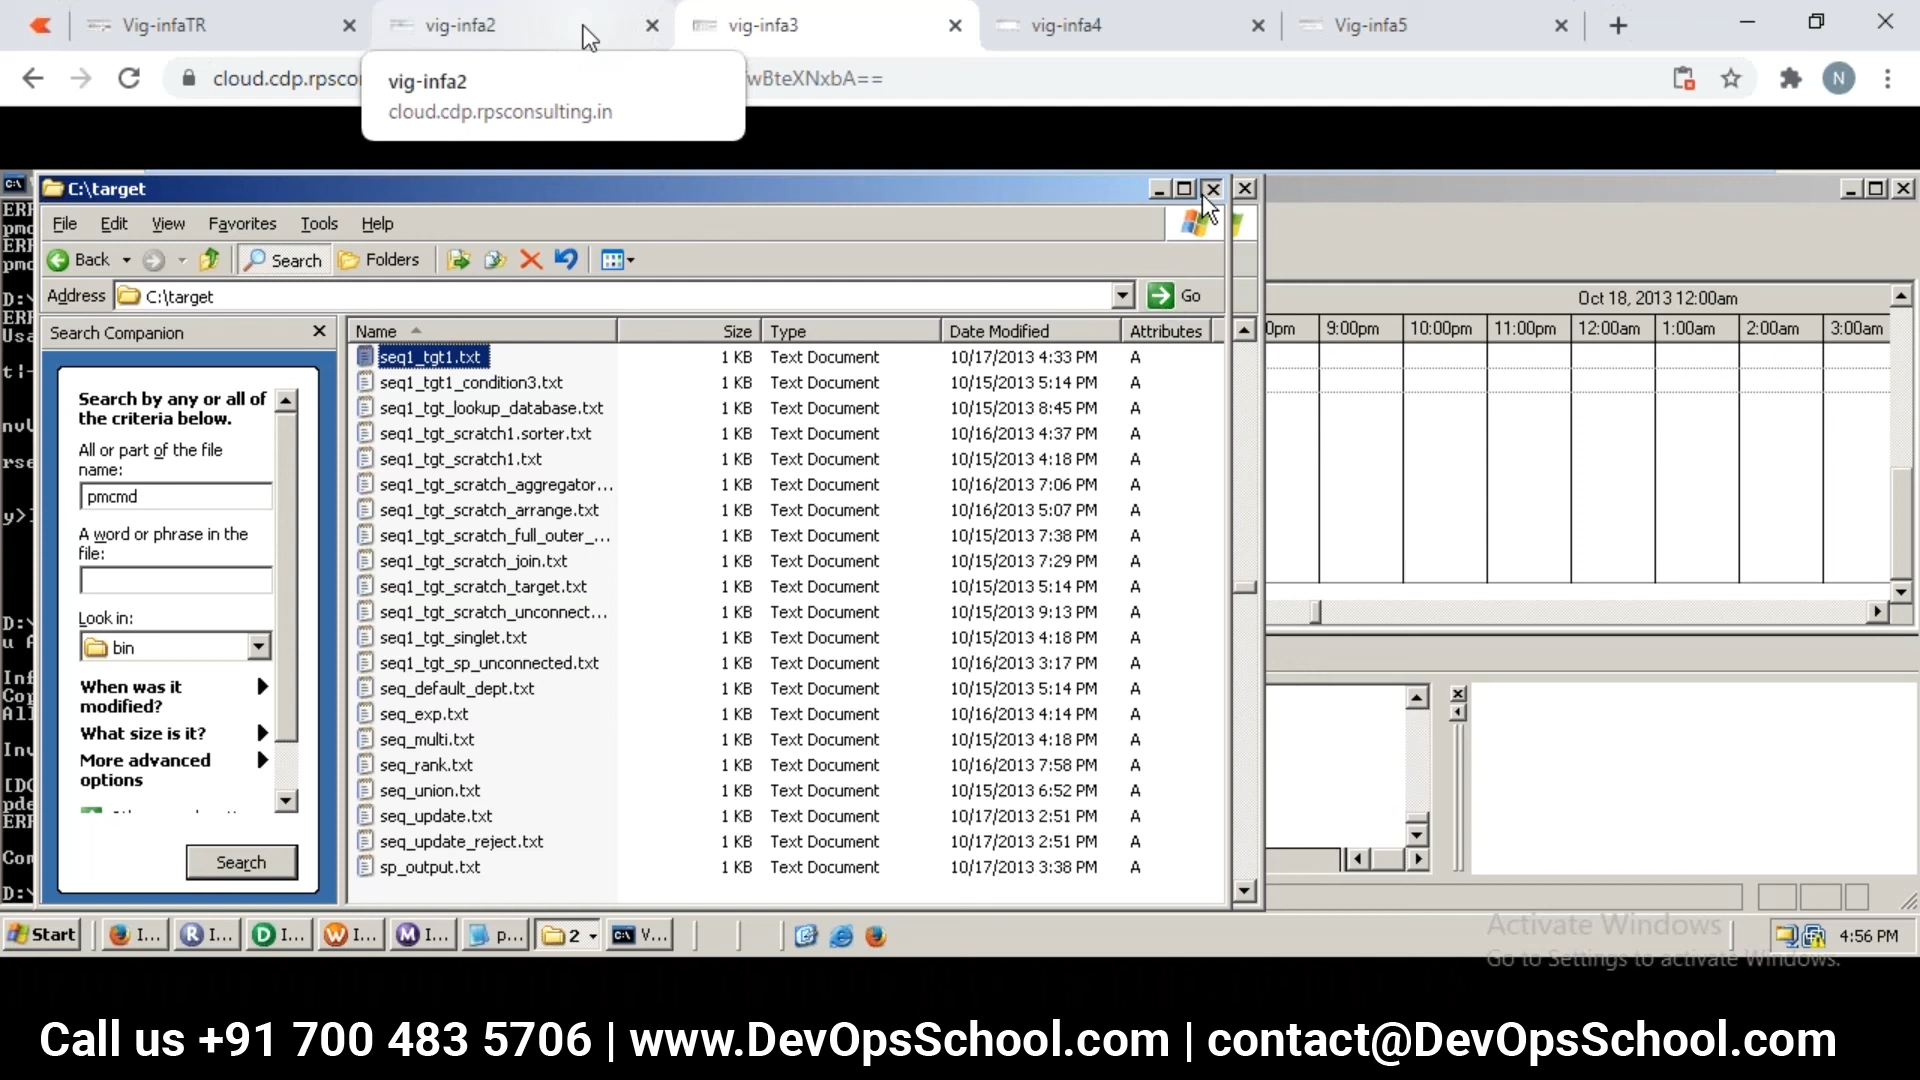 Vig-infaTR
vig-infa2
vig-infa3
vig-infa4
Vig-infa5
cloud.cdp.rpscon
wBteXNxbA==
N
vig-infa2
cloud.cdp.rpsconsulting.in
C:\target
File Edit View Favorites Tools Help
Back Search Folders
Address C:\target Go
Search Companion
Search by any or all of
the criteria below.
All or part of the file
name:
pmcmd
A word or phrase in the
file:
Look in:
bin
When was it
modified?
What size is it?
More advanced
options
Search
Name Size Type Date Modified Attributes
seq1_tgt1.txt 1 KB Text Document 10/17/2013 4:33 PM A
seq1_tgt1_condition3.txt 1 KB Text Document 10/15/2013 5:14 PM A
seq1_tgt_lookup_database.txt 1 KB Text Document 10/15/2013 8:45 PM A
seq1_tgt_scratch1.sorter.txt 1 KB Text Document 10/16/2013 4:37 PM A
seq1_tgt_scratch1.txt 1 KB Text Document 10/15/2013 4:18 PM A
seq1_tgt_scratch_aggregator... 1 KB Text Document 10/16/2013 7:06 PM A
seq1_tgt_scratch_arrange.txt 1 KB Text Document 10/16/2013 5:07 PM A
seq1_tgt_scratch_full_outer_... 1 KB Text Document 10/15/2013 7:38 PM A
seq1_tgt_scratch_join.txt 1 KB Text Document 10/15/2013 7:29 PM A
seq1_tgt_scratch_target.txt 1 KB Text Document 10/15/2013 5:14 PM A
seq1_tgt_scratch_unconnect... 1 KB Text Document 10/15/2013 9:13 PM A
seq1_tgt_singlet.txt 1 KB Text Document 10/15/2013 4:18 PM A
seq1_tgt_sp_unconnected.txt 1 KB Text Document 10/16/2013 3:17 PM A
seq_default_dept.txt 1 KB Text Document 10/15/2013 5:14 PM A
seq_exp.txt 1 KB Text Document 10/16/2013 4:14 PM A
seq_multi.txt 1 KB Text Document 10/15/2013 4:18 PM A
seq_rank.txt 1 KB Text Document 10/16/2013 7:58 PM A
seq_union.txt 1 KB Text Document 10/15/2013 6:52 PM A
seq_update.txt 1 KB Text Document 10/17/2013 2:51 PM A
seq_update_reject.txt 1 KB Text Document 10/17/2013 2:51 PM A
sp_output.txt 1 KB Text Document 10/17/2013 3:38 PM A
Oct 18, 2013 12:00am
0pm 9:00pm 10:00pm 11:00pm 12:00am 1:00am 2:00am 3:00am
Start I... I... I... I... I... p... 2 V... 4:56 PM
Activate Windows
Go to Settings to activate Windows.
Call us +91 700 483 5706 | www.DevOpsSchool.com | contact@DevOpsSchool.com